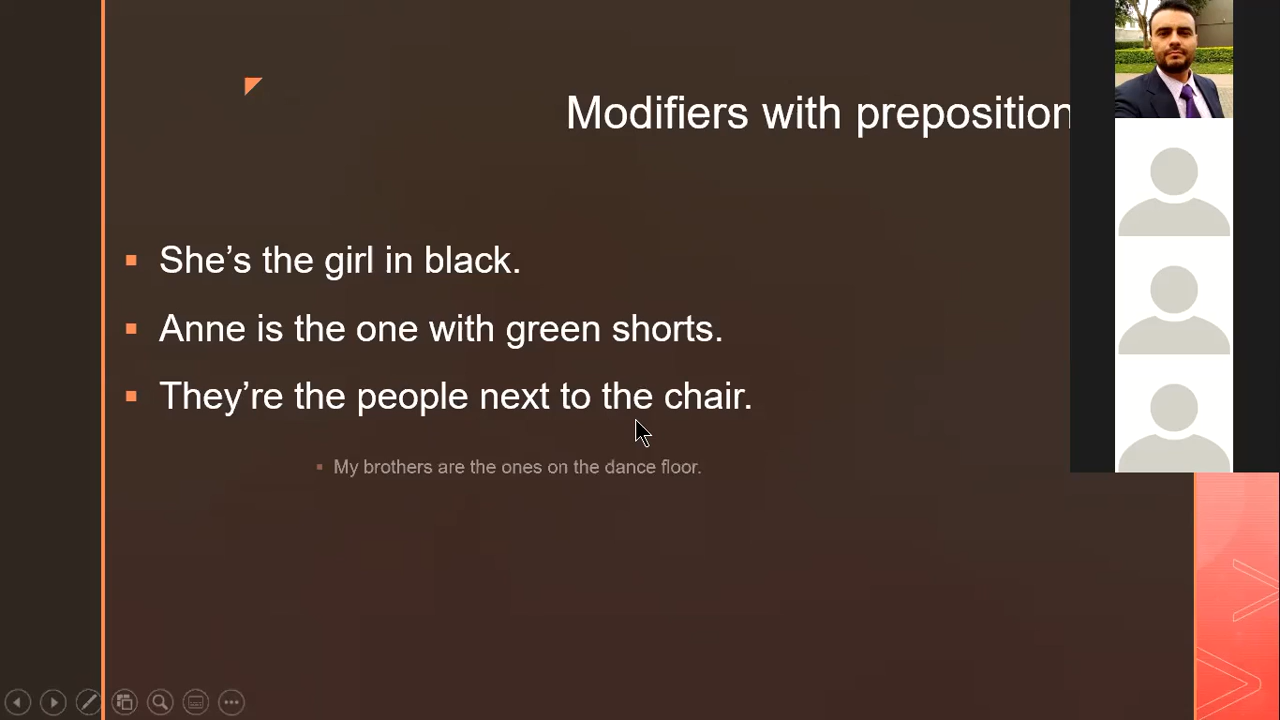 Modifiers with preposition
She’s the girl in black.
Anne is the one with green shorts.
They’re the people next to the chair.
My brothers are the ones on the dance floor.